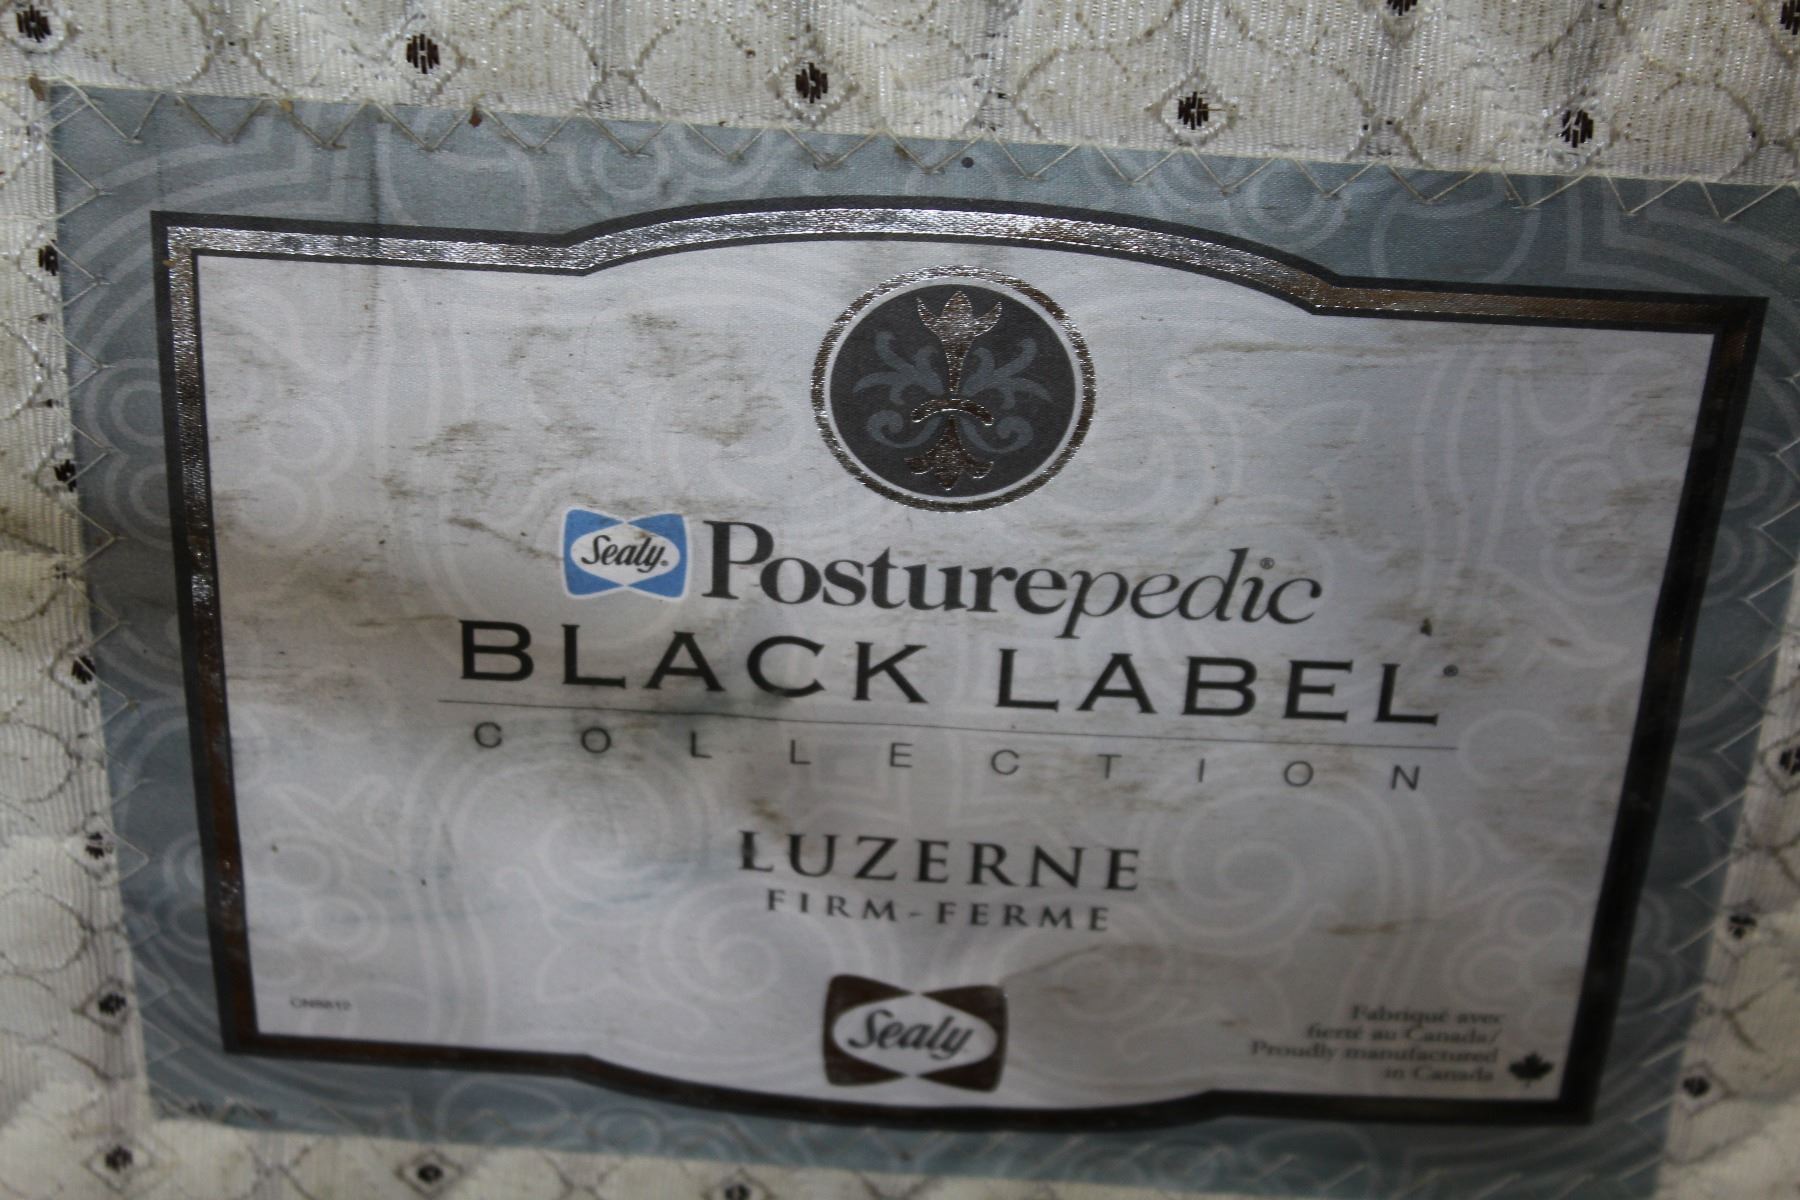 Sealy® Posturepedic®
BLACK LABEL®
COLLECTION
LUZERNE
FIRM-FERME
Sealy
Fabriqué avec
fierté au Canada/
Proudly manufactured
in Canada